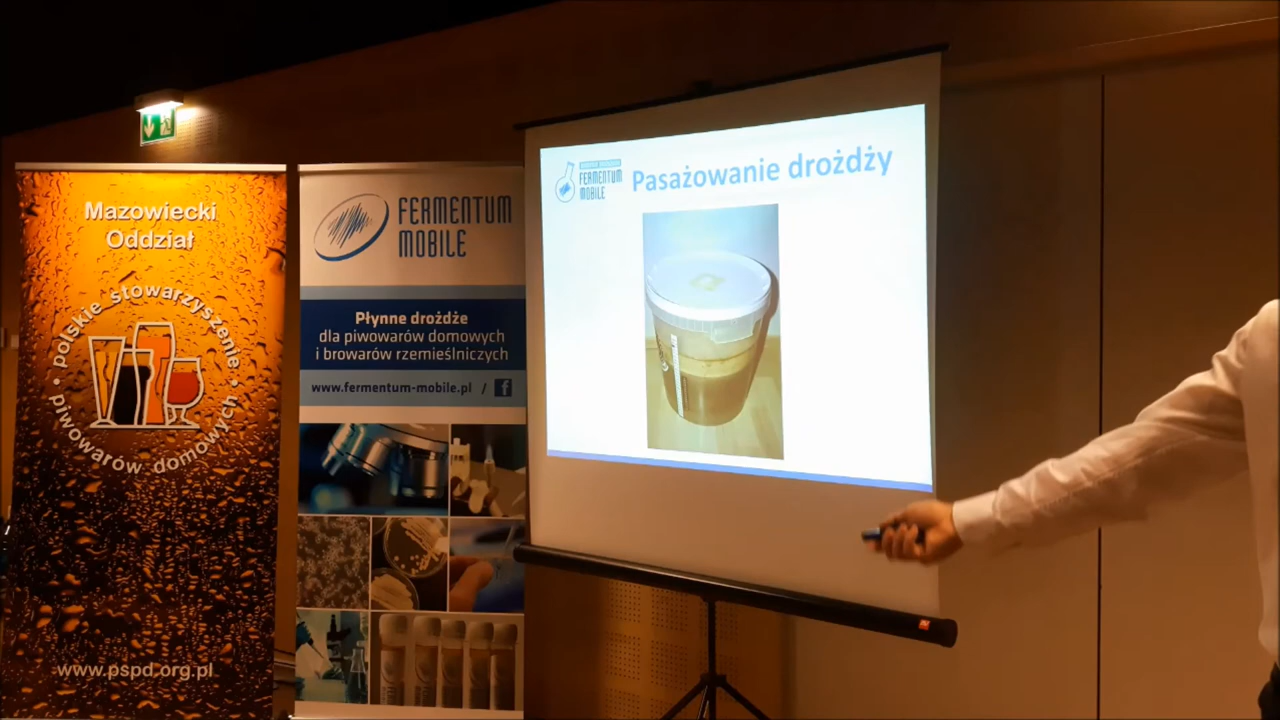 Mazowiecki
Oddział
polskie stowarzyszenie
piwowarów domowych
www.pspd.org.pl
FERMENTUM
MOBILE
Płynne drożdże
dla piwowarów domowych
i browarów rzemieślniczych
www.fermentum-mobile.pl / f
FERMENTUM
MOBILE
Pasażowanie drożdży